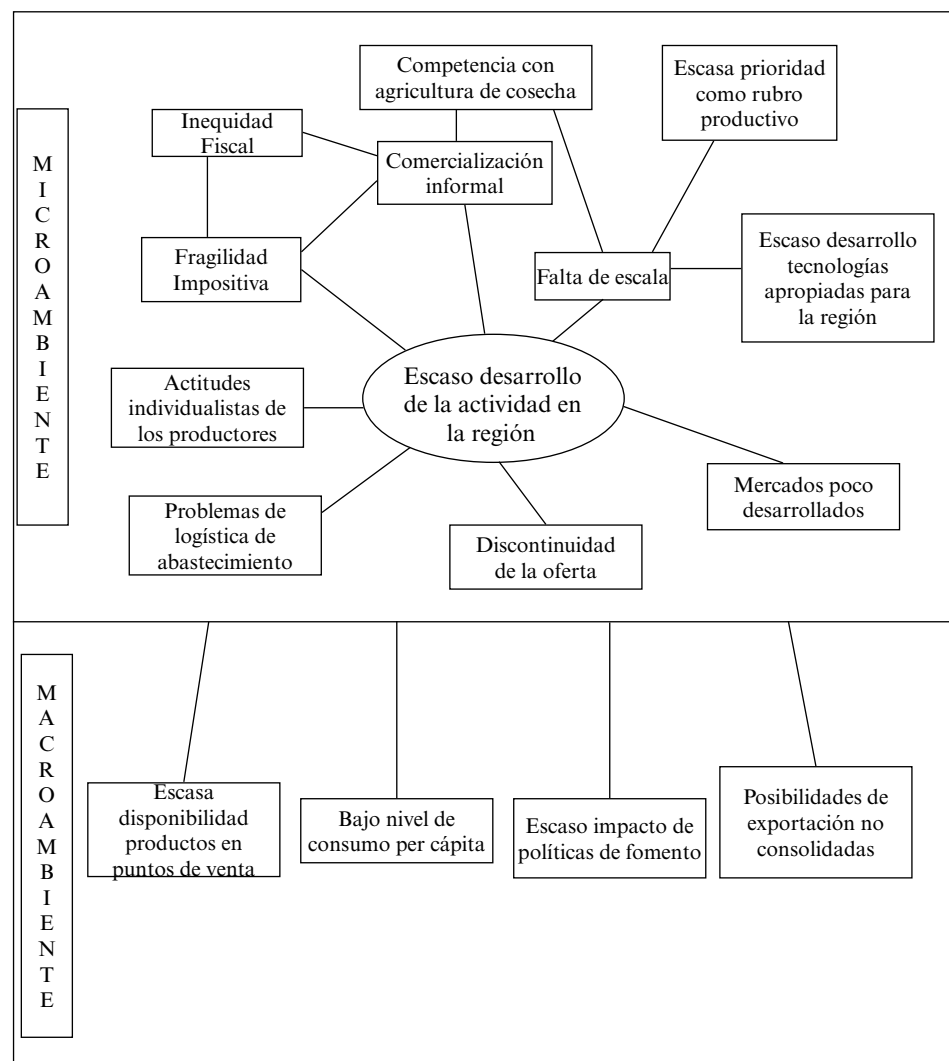 MICROAMBIENTE
Competencia con
agricultura de cosecha
Escasa prioridad
como rubro
productivo
Inequidad
Fiscal
Comercialización
informal
Fragilidad
Impositiva
Falta de escala
Escaso desarrollo
tecnologías
apropiadas para
la región
Escaso desarrollo
de la actividad en
la región
Actitudes
individualistas de
los productores
Mercados poco
desarrollados
Problemas de
logística de
abastecimiento
Discontinuidad
de la oferta
MACROAMBIENTE
Escasa
disponibilidad
productos en
puntos de venta
Bajo nivel de
consumo per cápita
Escaso impacto de
políticas de fomento
Posibilidades de
exportación no
consolidadas